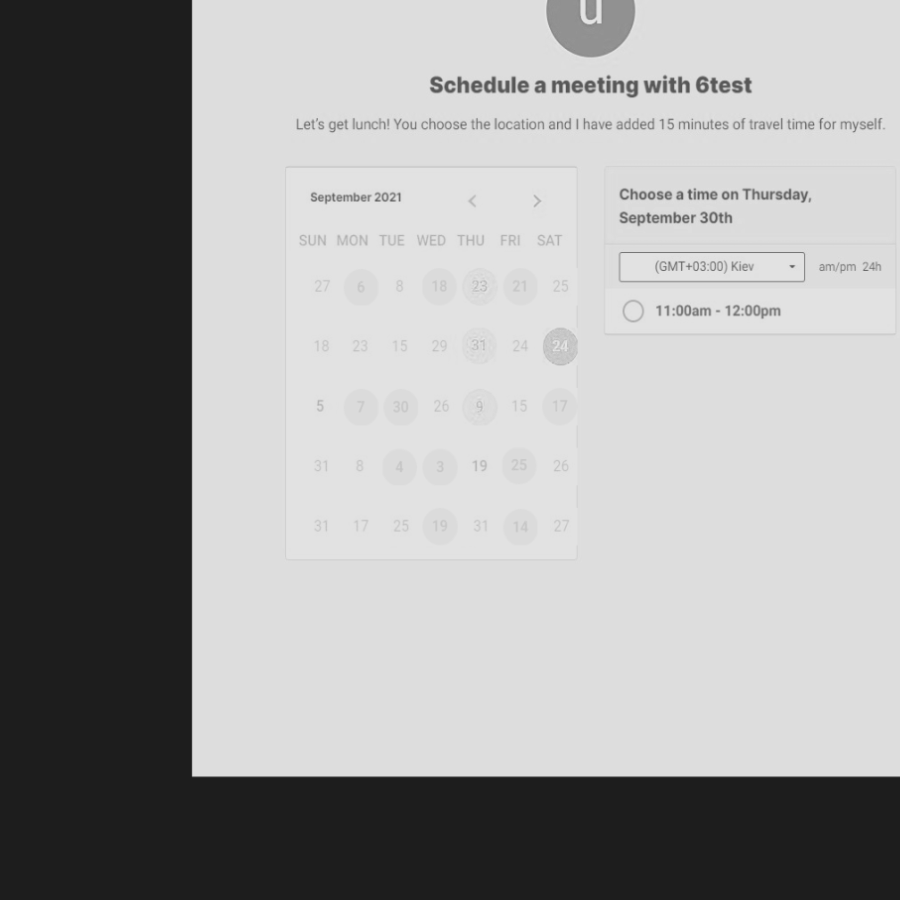 u
Schedule a meeting with 6test
Let's get lunch! You choose the location and I have added 15 minutes of travel time for myself.
September 2021
SUN MON TUE WED THU FRI SAT
27 6 8 18 23 21 25
18 23 15 29 31 24 24
5 7 30 26 9 15 17
31 8 4 3 19 25 26
31 17 25 19 31 14 27
Choose a time on Thursday,
September 30th
(GMT+03:00) Kiev am/pm 24h
11:00am - 12:00pm